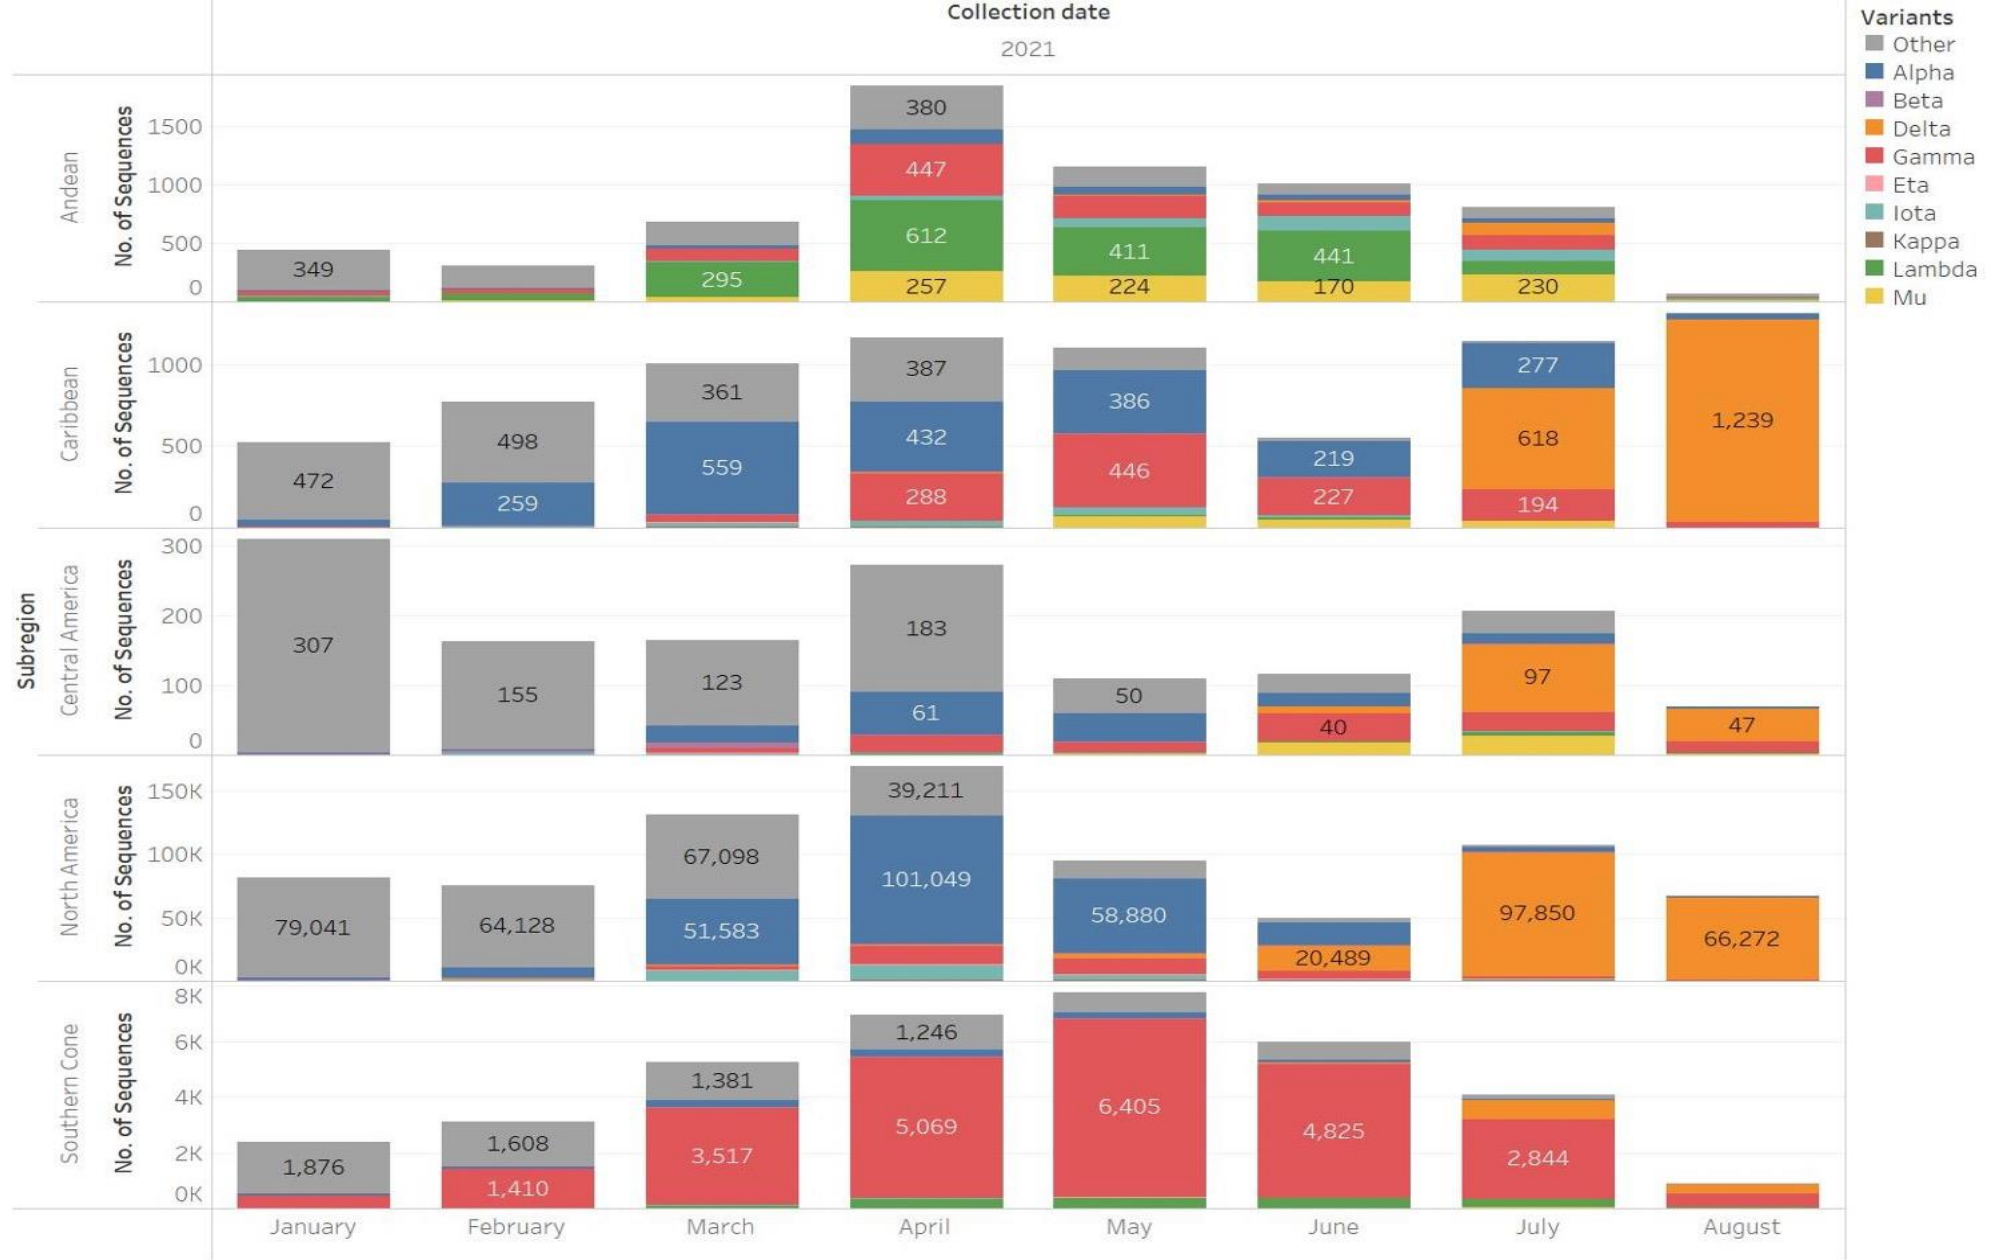 Collection date
2021
Variants
Other
Alpha
Beta
Delta
Gamma
Eta
Iota
Kappa
Lambda
Mu
Subregion
Andean
No. of Sequences
1500
1000
500
0
349
295
380
447
612
257
411
224
441
170
230
Caribbean
No. of Sequences
1000
500
0
472
498
259
361
559
387
432
288
386
446
219
227
277
618
194
1,239
Central America
No. of Sequences
300
200
100
0
307
155
123
183
61
50
40
97
47
North America
No. of Sequences
150K
100K
50K
0K
79,041
64,128
67,098
51,583
39,211
101,049
58,880
20,489
97,850
66,272
Southern Cone
No. of Sequences
8K
6K
4K
2K
0K
1,876
1,608
1,410
1,381
3,517
1,246
5,069
6,405
4,825
2,844
January
February
March
April
May
June
July
August